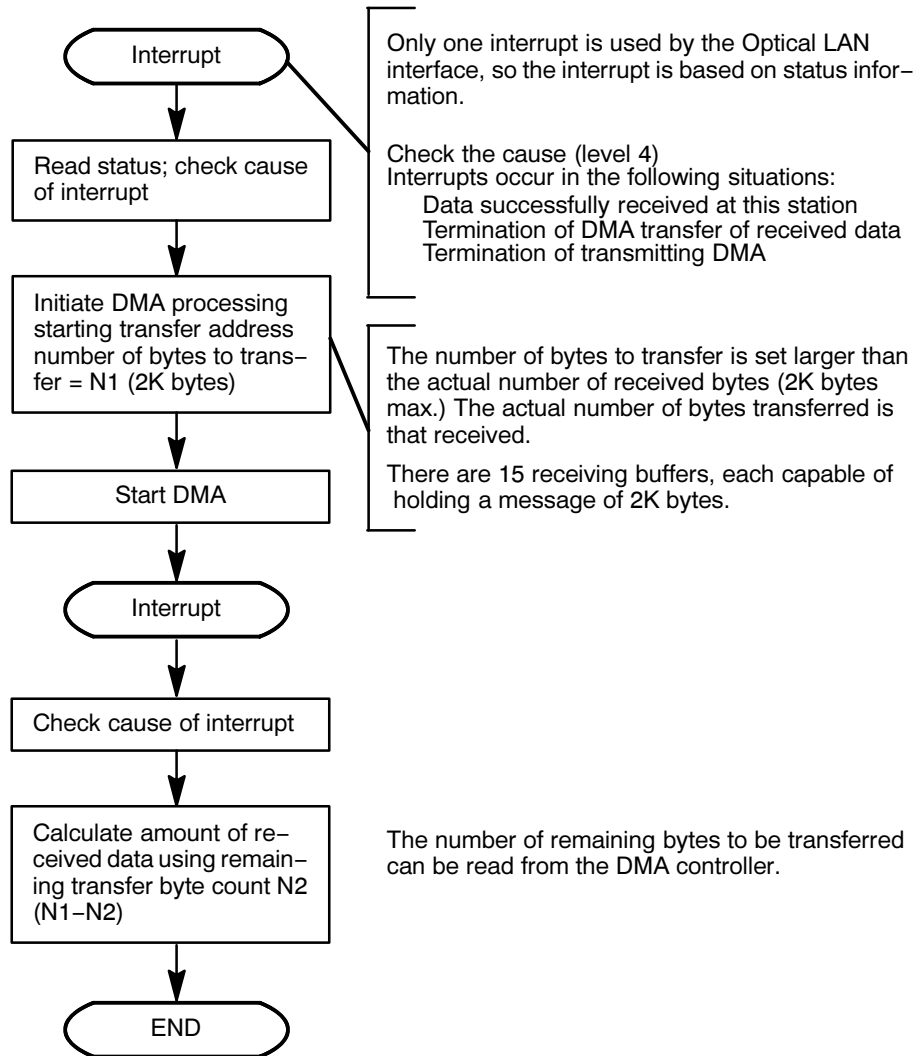 Interrupt
Only one interrupt is used by the Optical LAN
interface, so the interrupt is based on status infor–
mation.
Read status; check cause
of interrupt
Check the cause (level 4)
Interrupts occur in the following situations:
Data successfully received at this station
Termination of DMA transfer of received data
Termination of transmitting DMA
Initiate DMA processing
starting transfer address
number of bytes to trans–
fer = N1 (2K bytes)
The number of bytes to transfer is set larger than
the actual number of received bytes (2K bytes
max.) The actual number of bytes transferred is
that received.
There are 15 receiving buffers, each capable of
holding a message of 2K bytes.
Start DMA
Interrupt
Check cause of interrupt
Calculate amount of re–
ceived data using remain–
ing transfer byte count N2
(N1–N2)
The number of remaining bytes to be transferred
can be read from the DMA controller.
END